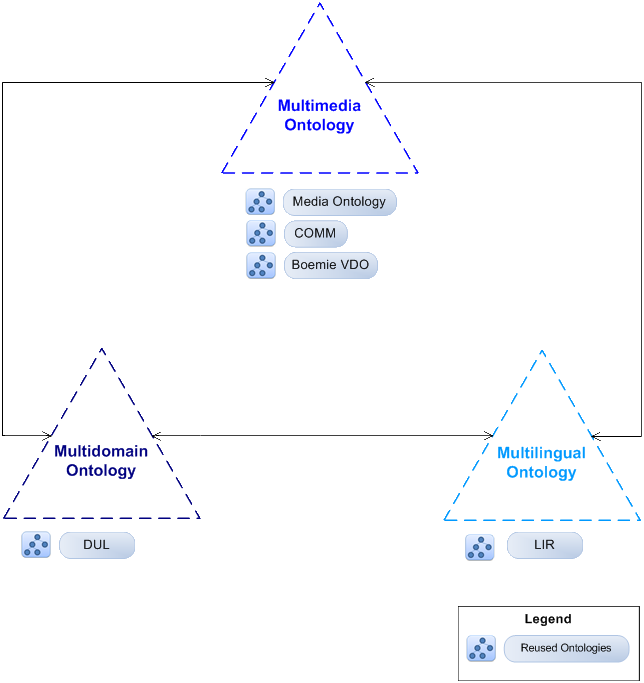 Multimedia
Ontology
Media Ontology
COMM
Boemie VDO
Multidomain
Ontology
Multilingual
Ontology
DUL
LIR
Legend
Reused Ontologies